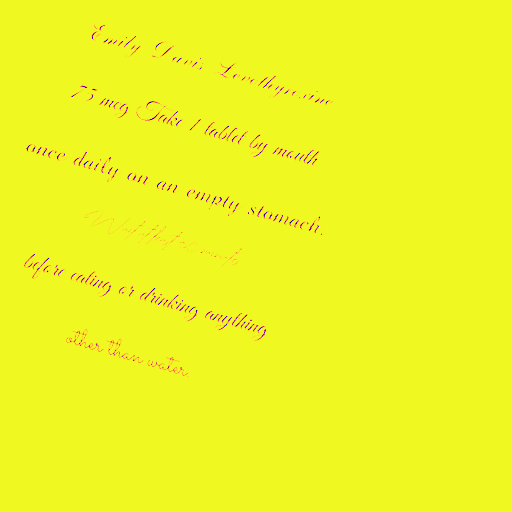 Emily Davis Levothyroxine
75 mcg Take 1 tablet by mouth
once daily on an empty stomach.
before eating or drinking anything
other than water